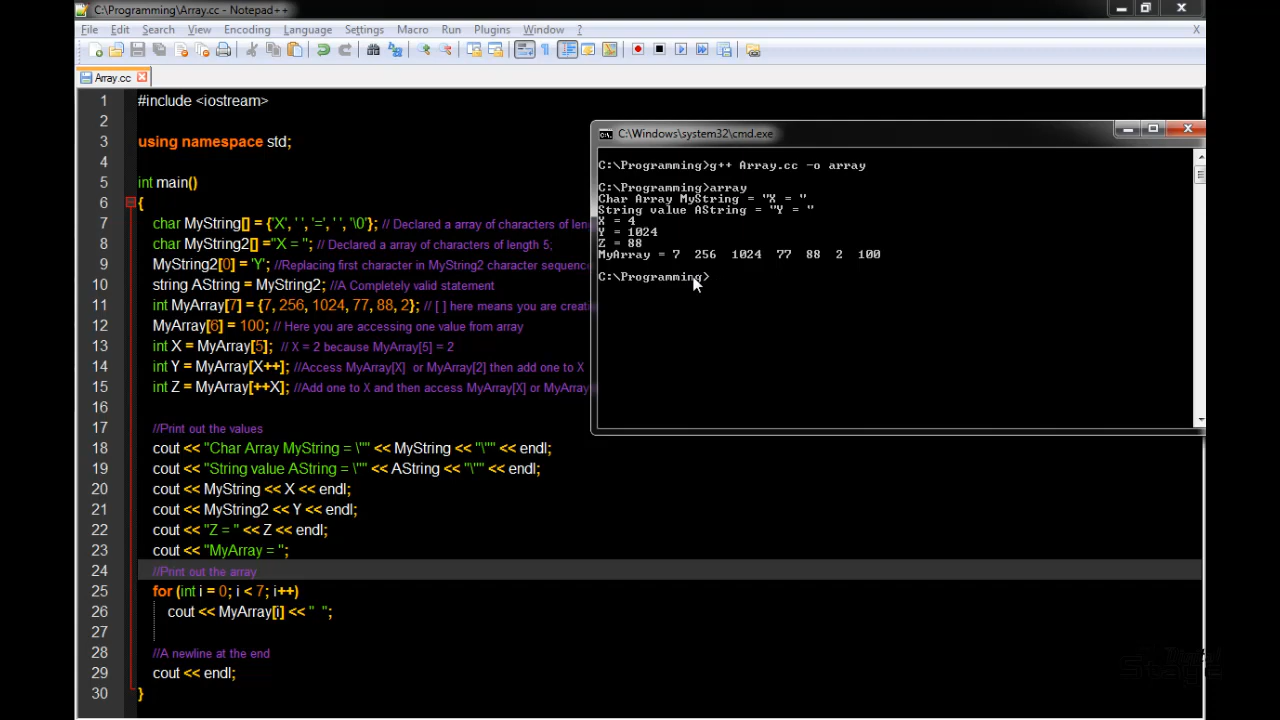 C:\Programming\Array.cc - Notepad++
File Edit Search View Encoding Language Settings Macro Run Plugins Window ? X
Array.cc
1 #include <iostream>
2
3 using namespace std;
4
5 int main()
6 {
7 char MyString[] = {'X', ' ', '=', ' ', '\0'}; // Declared a array of characters of len
8 char MyString2[] ="X = "; // Declared a array of characters of length 5;
9 MyString2[0] = 'Y'; //Replacing first character in MyString2 character sequence
10 string AString = MyString2; //A Completely valid statement
11 int MyArray[7] = {7, 256, 1024, 77, 88, 2}; // [ ] here means you are creat
12 MyArray[6] = 100; // Here you are accessing one value from array
13 int X = MyArray[5]; // X = 2 because MyArray[5] = 2
14 int Y = MyArray[X++]; //Access MyArray[X] or MyArray[2] then add one to X
15 int Z = MyArray[++X]; //Add one to X and then access MyArray[X] or MyArray
16
17 //Print out the values
18 cout << "Char Array MyString = \"" << MyString << "\"" << endl;
19 cout << "String value AString = \"" << AString << "\"" << endl;
20 cout << MyString << X << endl;
21 cout << MyString2 << Y << endl;
22 cout << "Z = " << Z << endl;
23 cout << "MyArray = ";
24 //Print out the array
25 for (int i = 0; i < 7; i++)
26 cout << MyArray[i] << "  ";
27
28 //A newline at the end
29 cout << endl;
30 }
C:\Windows\system32\cmd.exe
C:\Programming>g++ Array.cc -o array
C:\Programming>array
Char Array MyString = "X = "
String value AString = "Y = "
X = 4
Y = 1024
Z = 88
MyArray = 7  256  1024  77  88  2  100
C:\Programming>